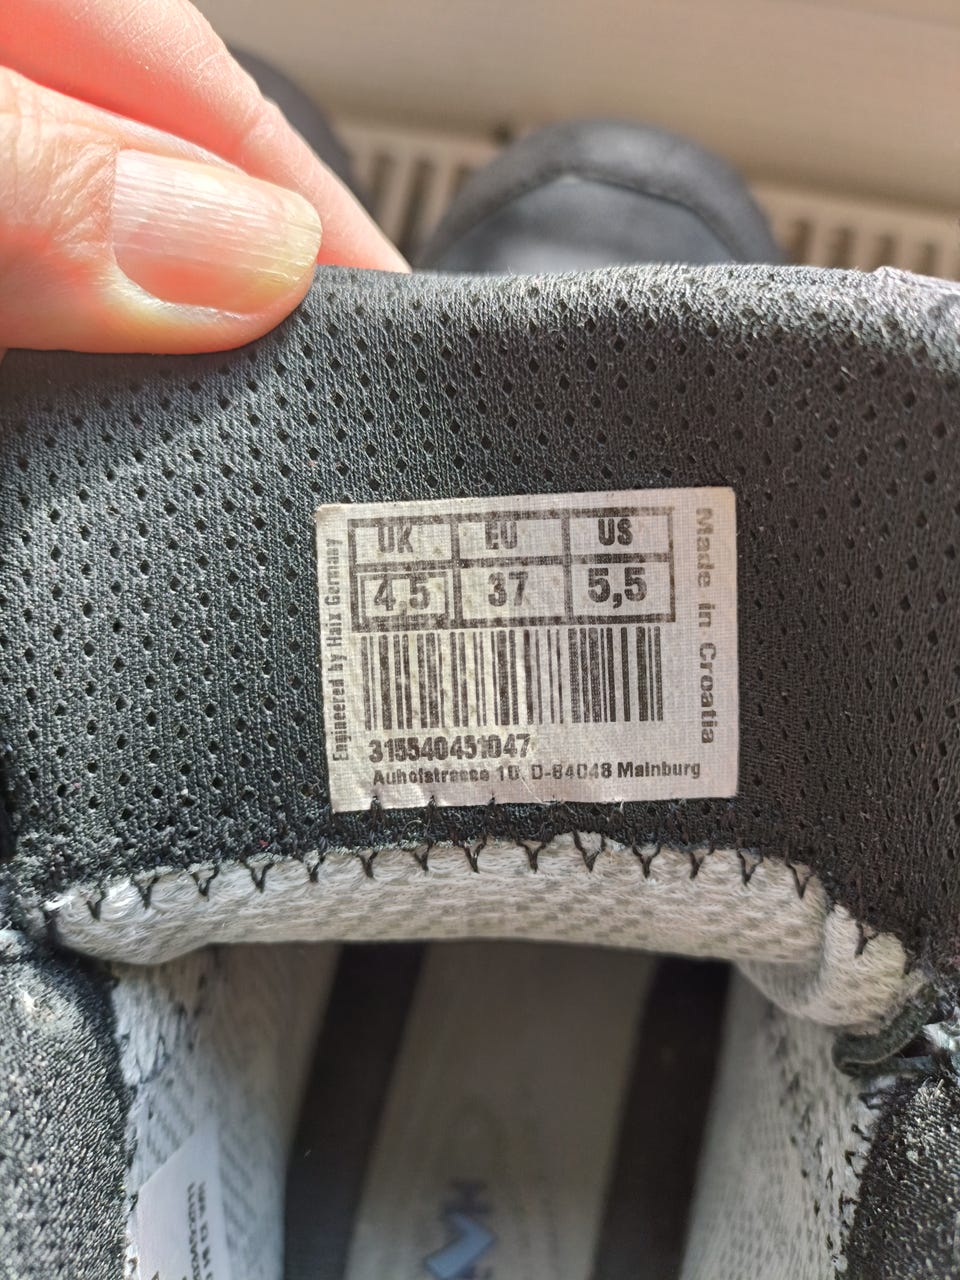 UK EU US
4,5 37 5,5
315540451047
Auhofstrasse 10, D-84048 Mainburg
Engineered by Haix Germany
Made in Croatia